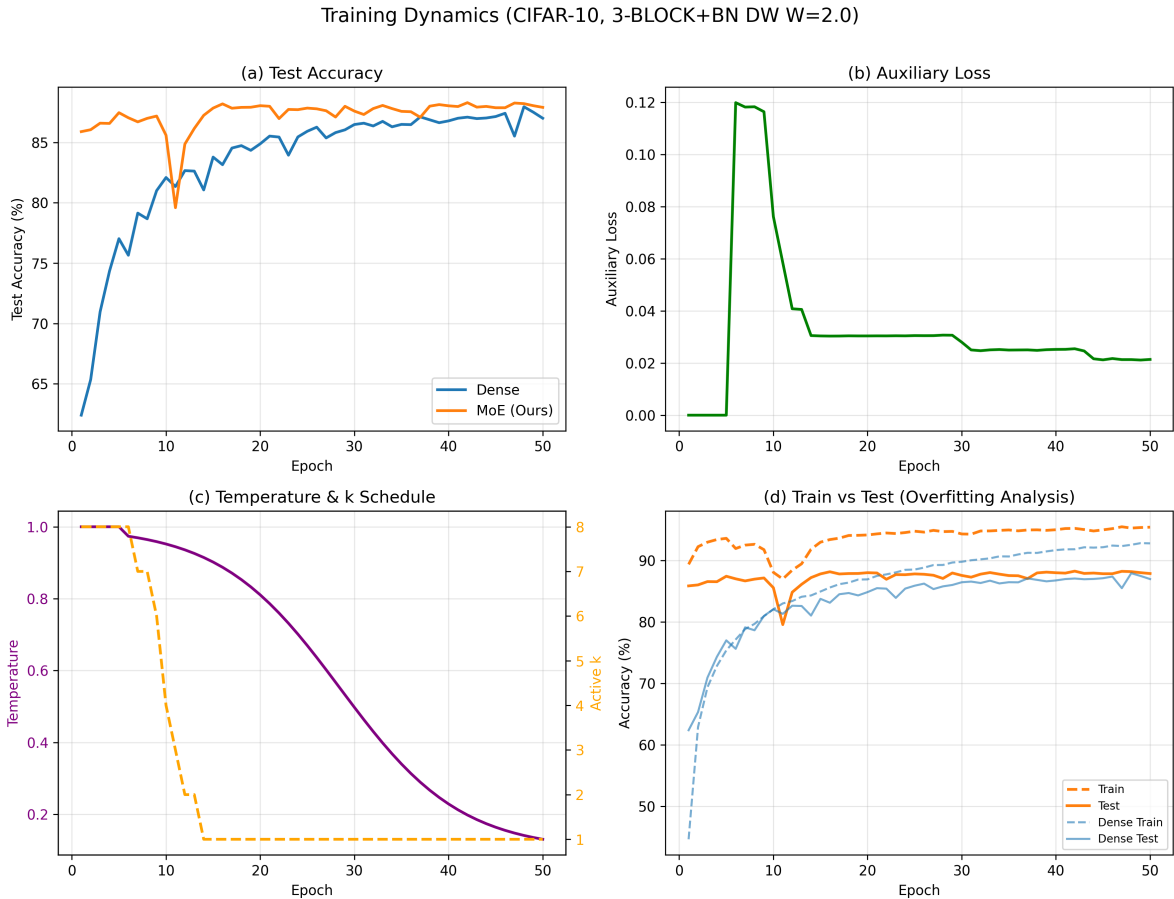 Training Dynamics (CIFAR-10, 3-BLOCK+BN DW W=2.0)
(a) Test Accuracy
Test Accuracy (%)
85
80
75
70
65
0 10 20 30 40 50
Epoch
Dense
MoE (Ours)
(b) Auxiliary Loss
Auxiliary Loss
0.12
0.10
0.08
0.06
0.04
0.02
0.00
0 10 20 30 40 50
Epoch
(c) Temperature & k Schedule
Temperature
1.0
0.8
0.6
0.4
0.2
8
7
6
5
4
3
2
1
Active k
0 10 20 30 40 50
Epoch
(d) Train vs Test (Overfitting Analysis)
Accuracy (%)
90
80
70
60
50
0 10 20 30 40 50
Epoch
Train
Test
Dense Train
Dense Test